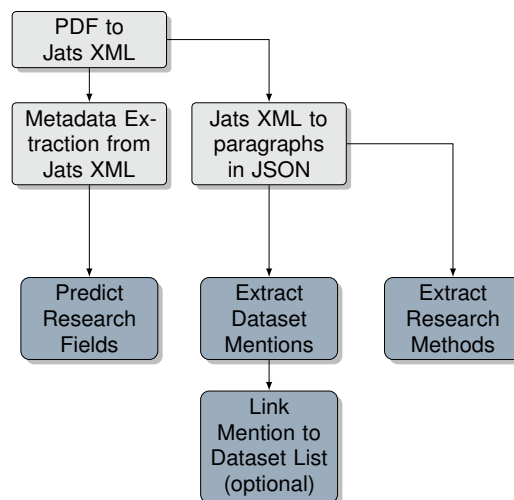 PDF to
Jats XML
Metadata Ex-
traction from
Jats XML
Jats XML to
paragraphs
in JSON
Predict
Research
Fields
Extract
Dataset
Mentions
Extract
Research
Methods
Link
Mention to
Dataset List
(optional)